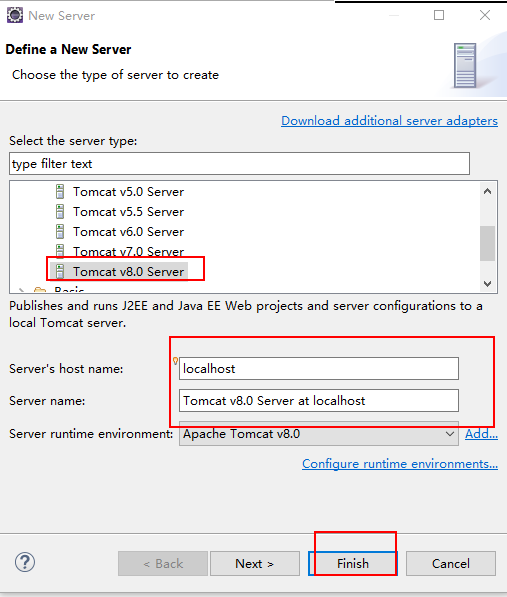 New Server
Define a New Server
Choose the type of server to create
Download additional server adapters
Select the server type:
type filter text
Tomcat v5.0 Server
Tomcat v5.5 Server
Tomcat v6.0 Server
Tomcat v7.0 Server
Tomcat v8.0 Server
Basic
Publishes and runs J2EE and Java EE Web projects and server configurations to a
local Tomcat server.
Server's host name: localhost
Server name: Tomcat v8.0 Server at localhost
Server runtime environment: Apache Tomcat v8.0 Add...
Configure runtime environments...
? < Back Next > Finish Cancel